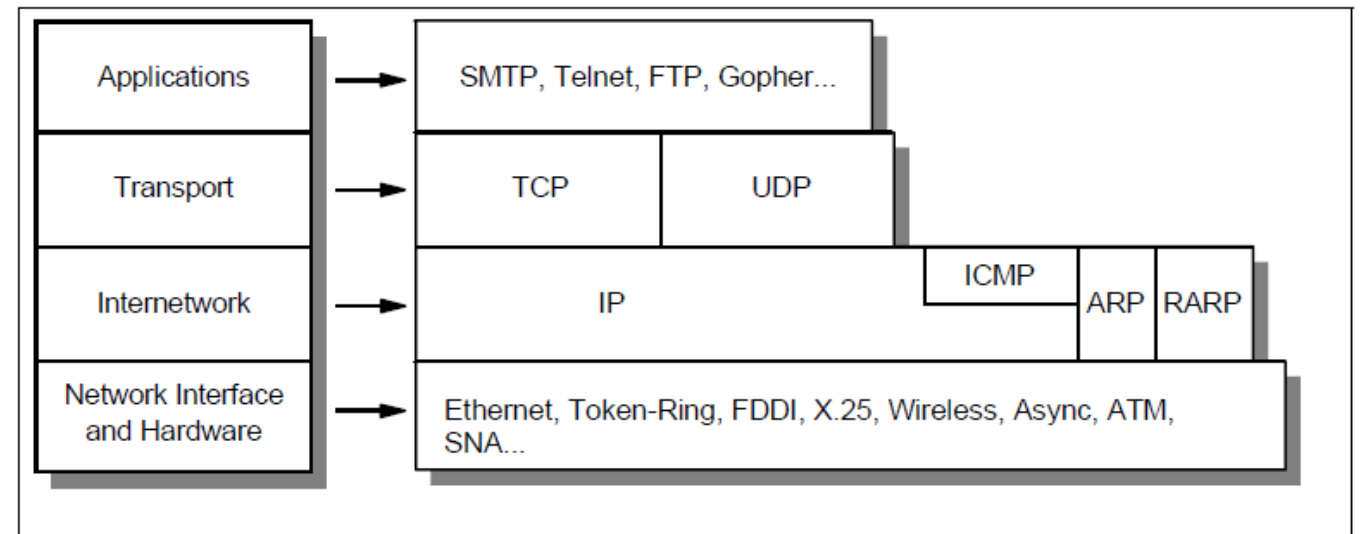 Applications
SMTP, Telnet, FTP, Gopher...
Transport
TCP
UDP
Internetwork
IP
ICMP
ARP
RARP
Network Interface
and Hardware
Ethernet, Token-Ring, FDDI, X.25, Wireless, Async, ATM,
SNA...